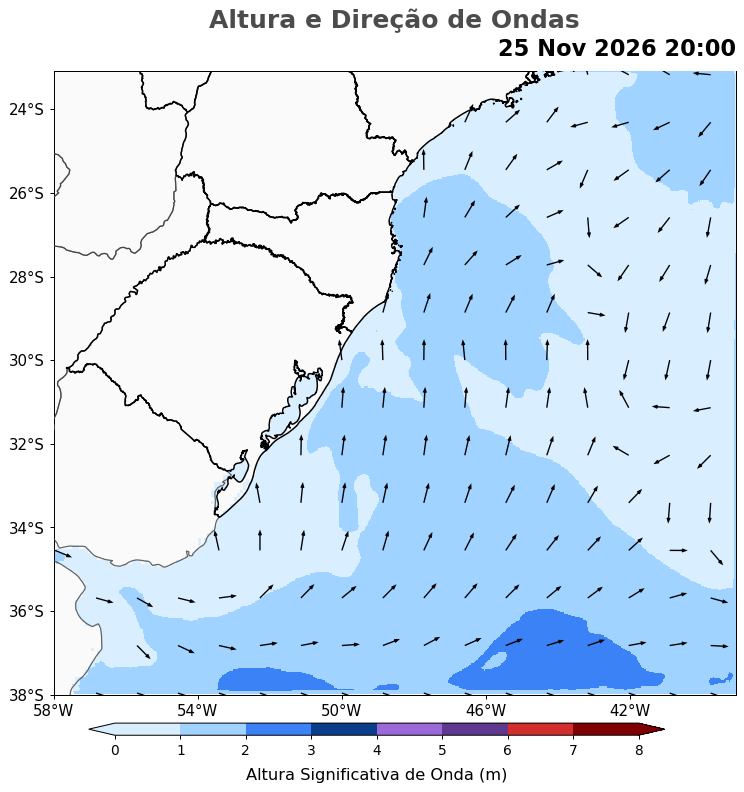 Altura e Direção de Ondas
25 Nov 2026 20:00
24°S
26°S
28°S
30°S
32°S
34°S
36°S
38°S
58°W 54°W 50°W 46°W 42°W
0 1 2 3 4 5 6 7 8
Altura Significativa de Onda (m)